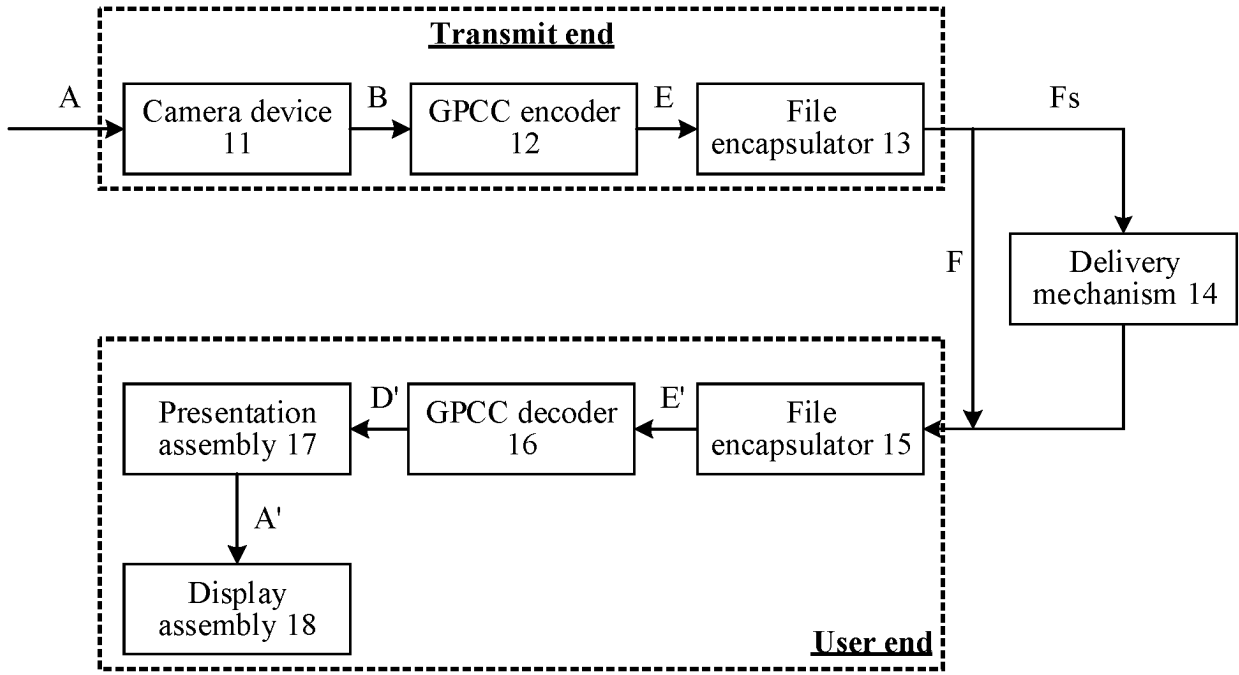 Transmit end
A
Camera device
11
B
GPCC encoder
12
E
File
encapsulator 13
Fs
F
Delivery
mechanism 14
Presentation
assembly 17
D'
GPCC decoder
16
E'
File
encapsulator 15
A'
Display
assembly 18
User end